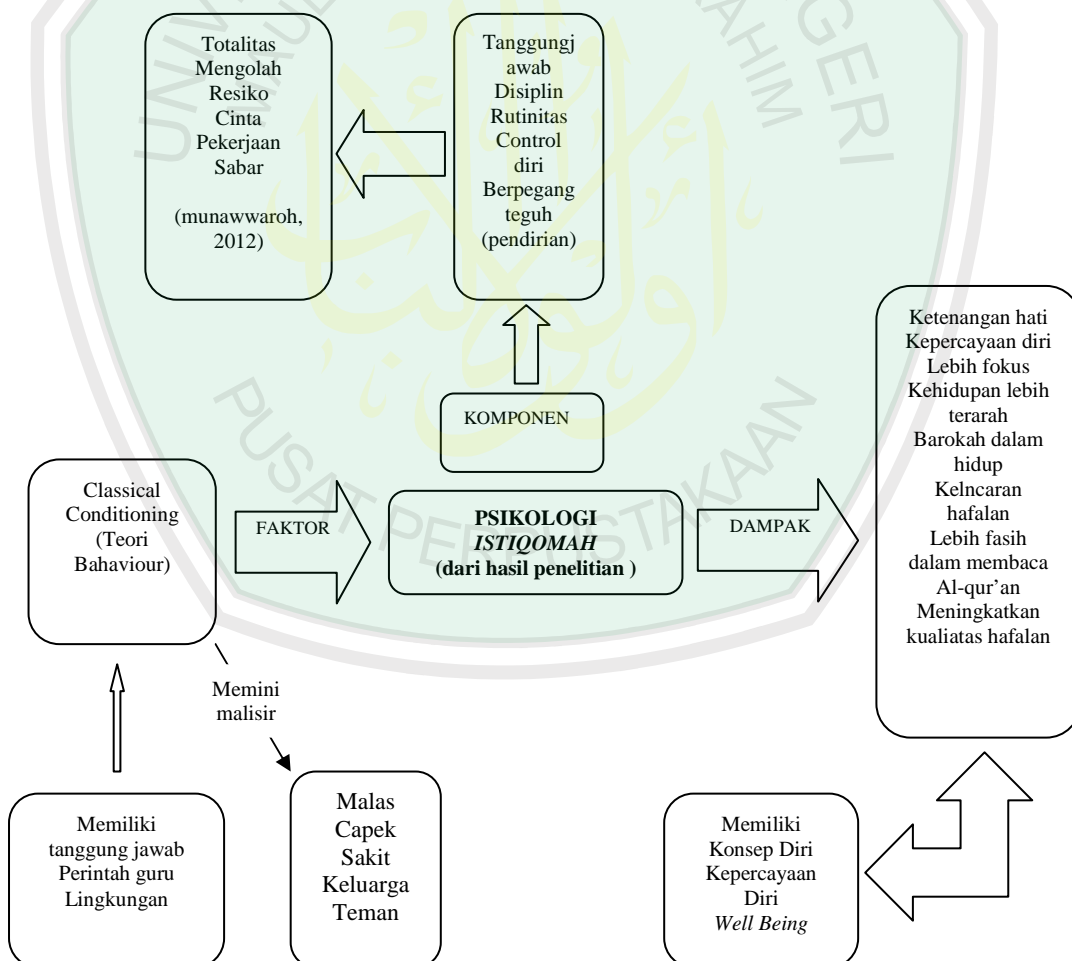 Totalitas
Mengolah
Resiko
Cinta
Pekerjaan
Sabar
(munawwaroh,
2012)
Tanggungj
awab
Disiplin
Rutinitas
Control
diri
Berpegang
teguh
(pendirian)
KOMPONEN
Classical
Conditioning
(Teori
Bahaviour)
FAKTOR
PSIKOLOGI
ISTIQOMAH
(dari hasil penelitian )
DAMPAK
Ketenangan hati
Kepercayaan diri
Lebih fokus
Kehidupan lebih
terarah
Barokah dalam
hidup
Kelncaran
hafalan
Lebih fasih
dalam membaca
Al-qur’an
Meningkatkan
kualiatas hafalan
Memini
malisir
Memiliki
tanggung jawab
Perintah guru
Lingkungan
Malas
Capek
Sakit
Keluarga
Teman
Memiliki
Konsep Diri
Kepercayaan
Diri
Well Being
PUSAT PERPUSTAKAAN